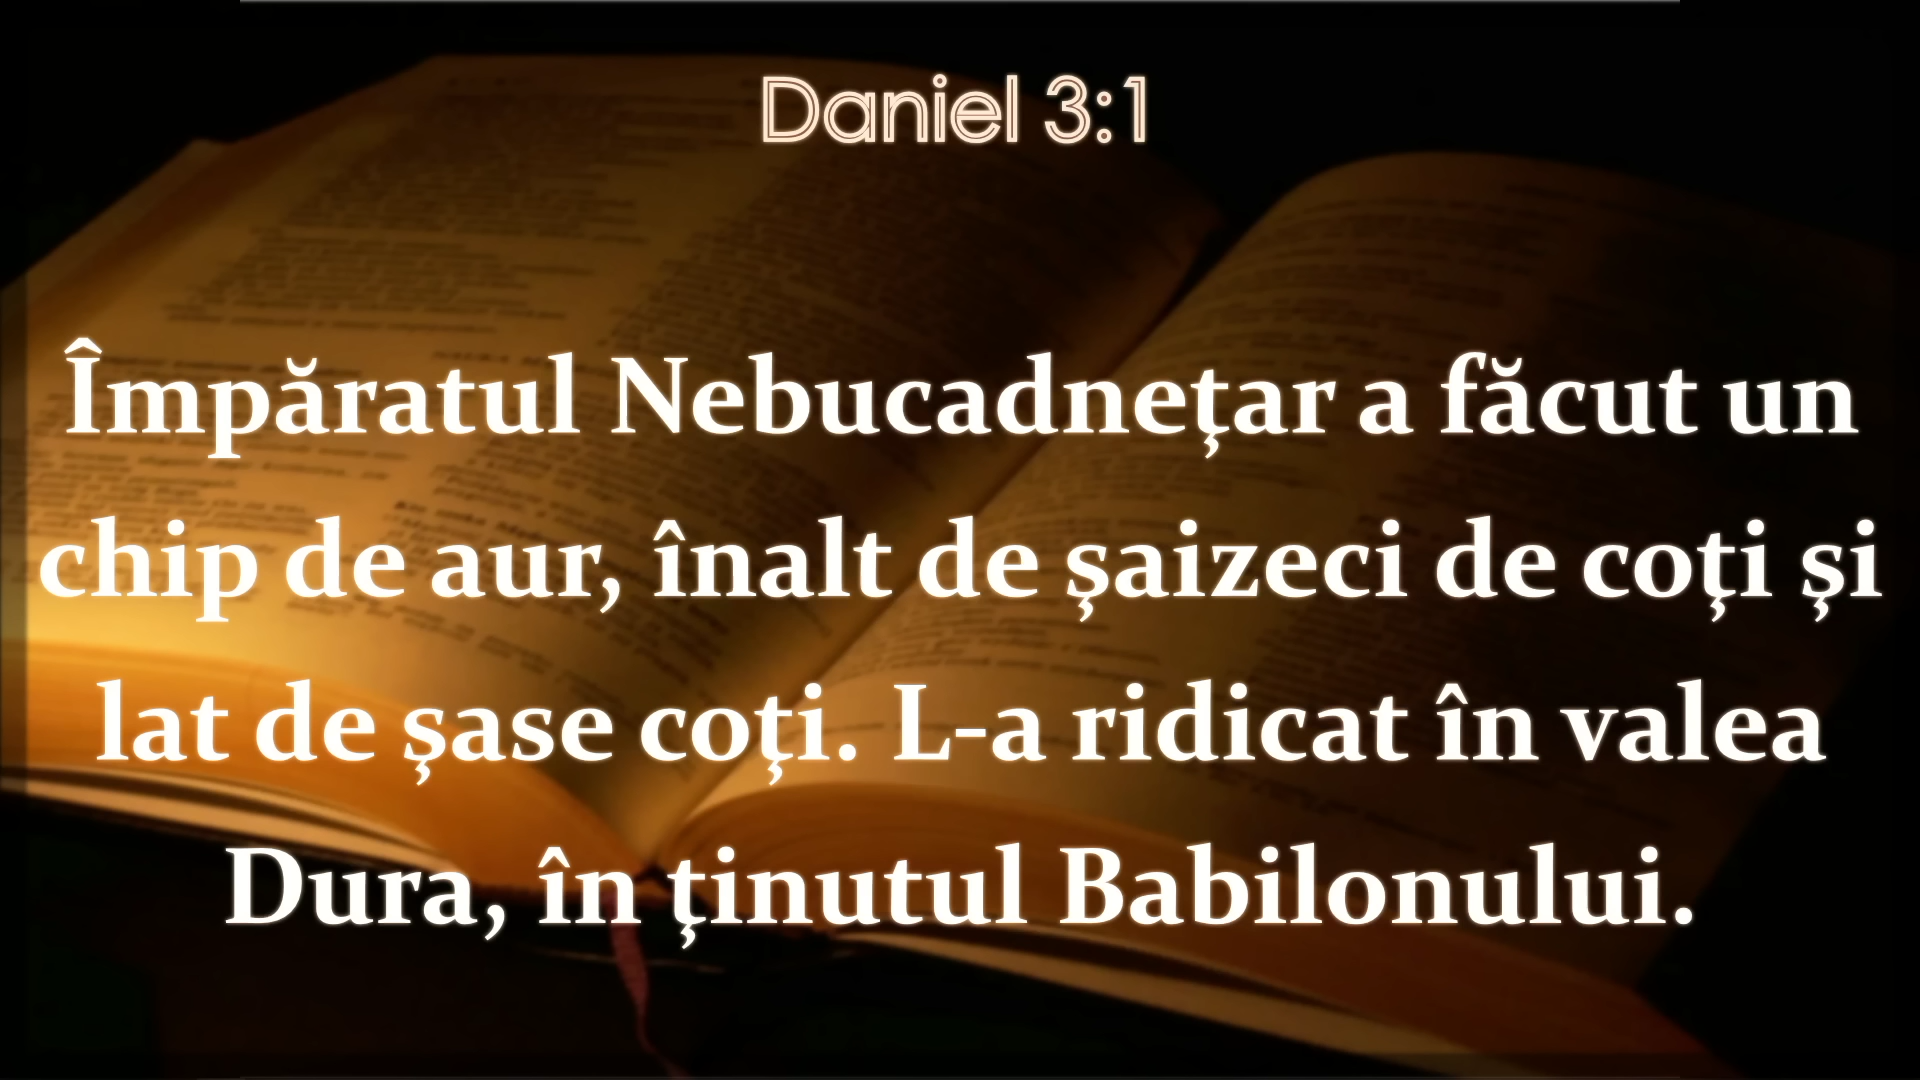 Daniel 3:1
Împăratul Nebucadneţar a făcut un
chip de aur, înalt de şaizeci de coţi şi
lat de şase coţi. L-a ridicat în valea
Dura, în ţinutul Babilonului.